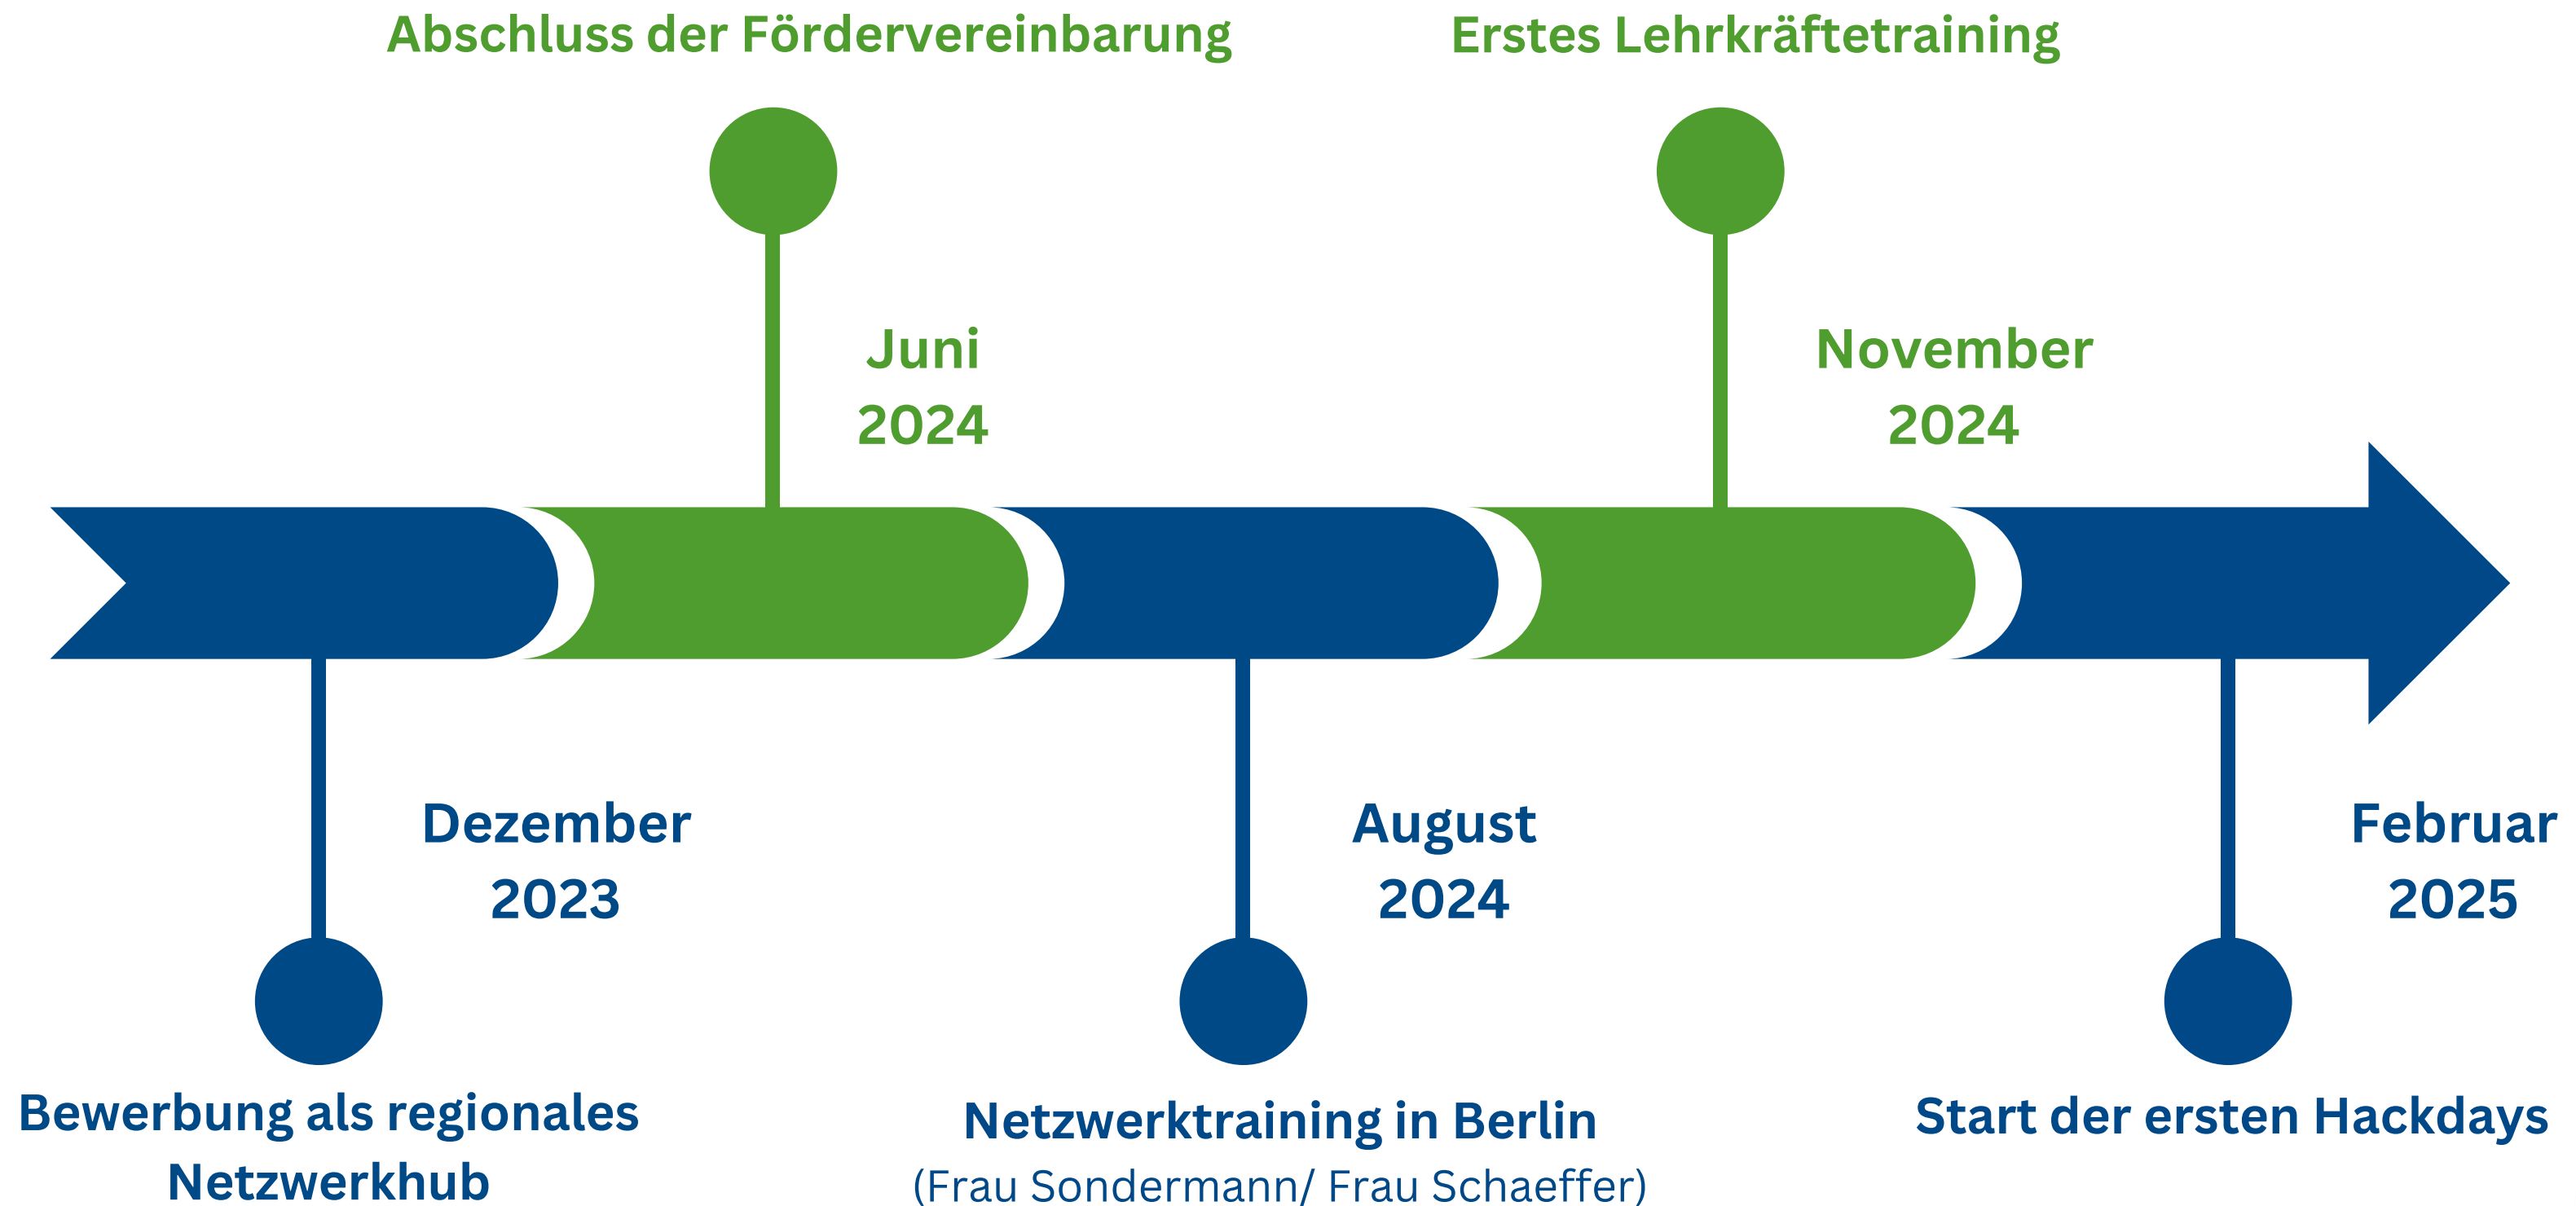 Abschluss der Fördervereinbarung
Erstes Lehrkräftetraining
Juni
2024
November
2024
Dezember
2023
August
2024
Februar
2025
Bewerbung als regionales
Netzwerkhub
Netzwerktraining in Berlin
(Frau Sondermann/ Frau Schaeffer)
Start der ersten Hackdays